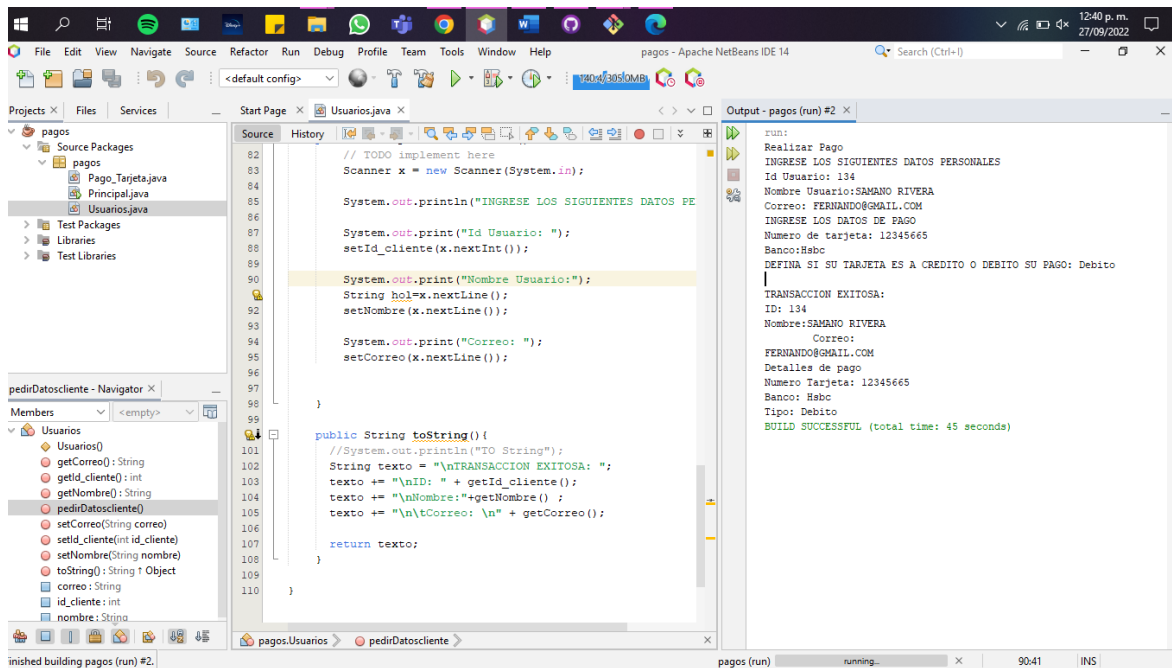 12:40 p. m.
27/09/2022
File Edit View Navigate Source Refactor Run Debug Profile Team Tools Window Help
pagos - Apache NetBeans IDE 14
Search (Ctrl+I)
<default config>
140.4/305.0MB
Projects Files Services
pagos
Source Packages
pagos
Pago_Tarjeta.java
Principal.java
Usuarios.java
Test Packages
Libraries
Test Libraries
pedirDatoscliente - Navigator
Members <empty>
Usuarios
Usuarios()
getCorreo() : String
getId_cliente() : int
getNombre() : String
pedirDatoscliente()
setCorreo(String correo)
setId_cliente(int id_cliente)
setNombre(String nombre)
toString() : String ↑ Object
correo : String
id_cliente : int
nombre : String
Start Page Usuarios.java
Source History
82 // TODO implement here
83 Scanner x = new Scanner(System.in);
84
85 System.out.println("INGRESE LOS SIGUIENTES DATOS PE
86
87 System.out.print("Id Usuario: ");
88 setId_cliente(x.nextInt());
89
90 System.out.print("Nombre Usuario:");
String hol=x.nextLine();
92 setNombre(x.nextLine());
93
94 System.out.print("Correo: ");
95 setCorreo(x.nextLine());
96
97
98 }
99
public String toString(){
101 //System.out.println("TO String");
102 String texto = "\nTRANSACCION EXITOSA: ";
103 texto += "\nID: " + getId_cliente();
104 texto += "\nNombre:"+getNombre() ;
105 texto += "\n\tCorreo: \n" + getCorreo();
106
107 return texto;
108 }
109
110 }
pagos.Usuarios pedirDatoscliente
Output - pagos (run) #2
run:
Realizar Pago
INGRESE LOS SIGUIENTES DATOS PERSONALES
Id Usuario: 134
Nombre Usuario:SAMANO RIVERA
Correo: FERNANDO@GMAIL.COM
INGRESE LOS DATOS DE PAGO
Numero de tarjeta: 12345665
Banco:Hsbc
DEFINA SI SU TARJETA ES A CREDITO O DEBITO SU PAGO: Debito
TRANSACCION EXITOSA:
ID: 134
Nombre:SAMANO RIVERA
Correo:
FERNANDO@GMAIL.COM
Detalles de pago
Numero Tarjeta: 12345665
Banco: Hsbc
Tipo: Debito
BUILD SUCCESSFUL (total time: 45 seconds)
inished building pagos (run) #2.
pagos (run) running... 90:41 INS